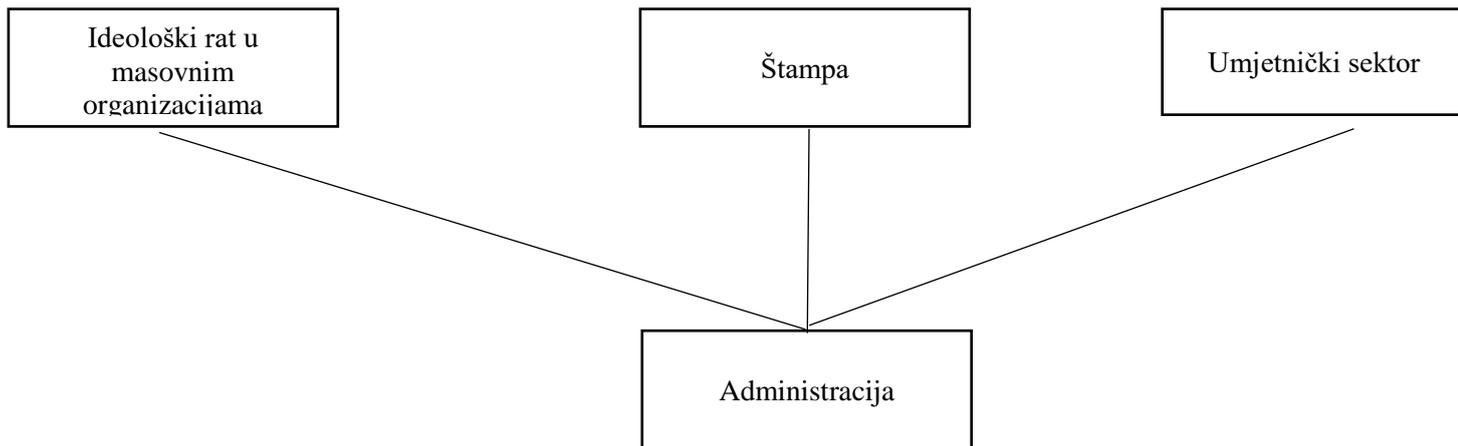 Ideološki rat u
masovnim
organizacijama
Štampa
Umjetnički sektor
Administracija